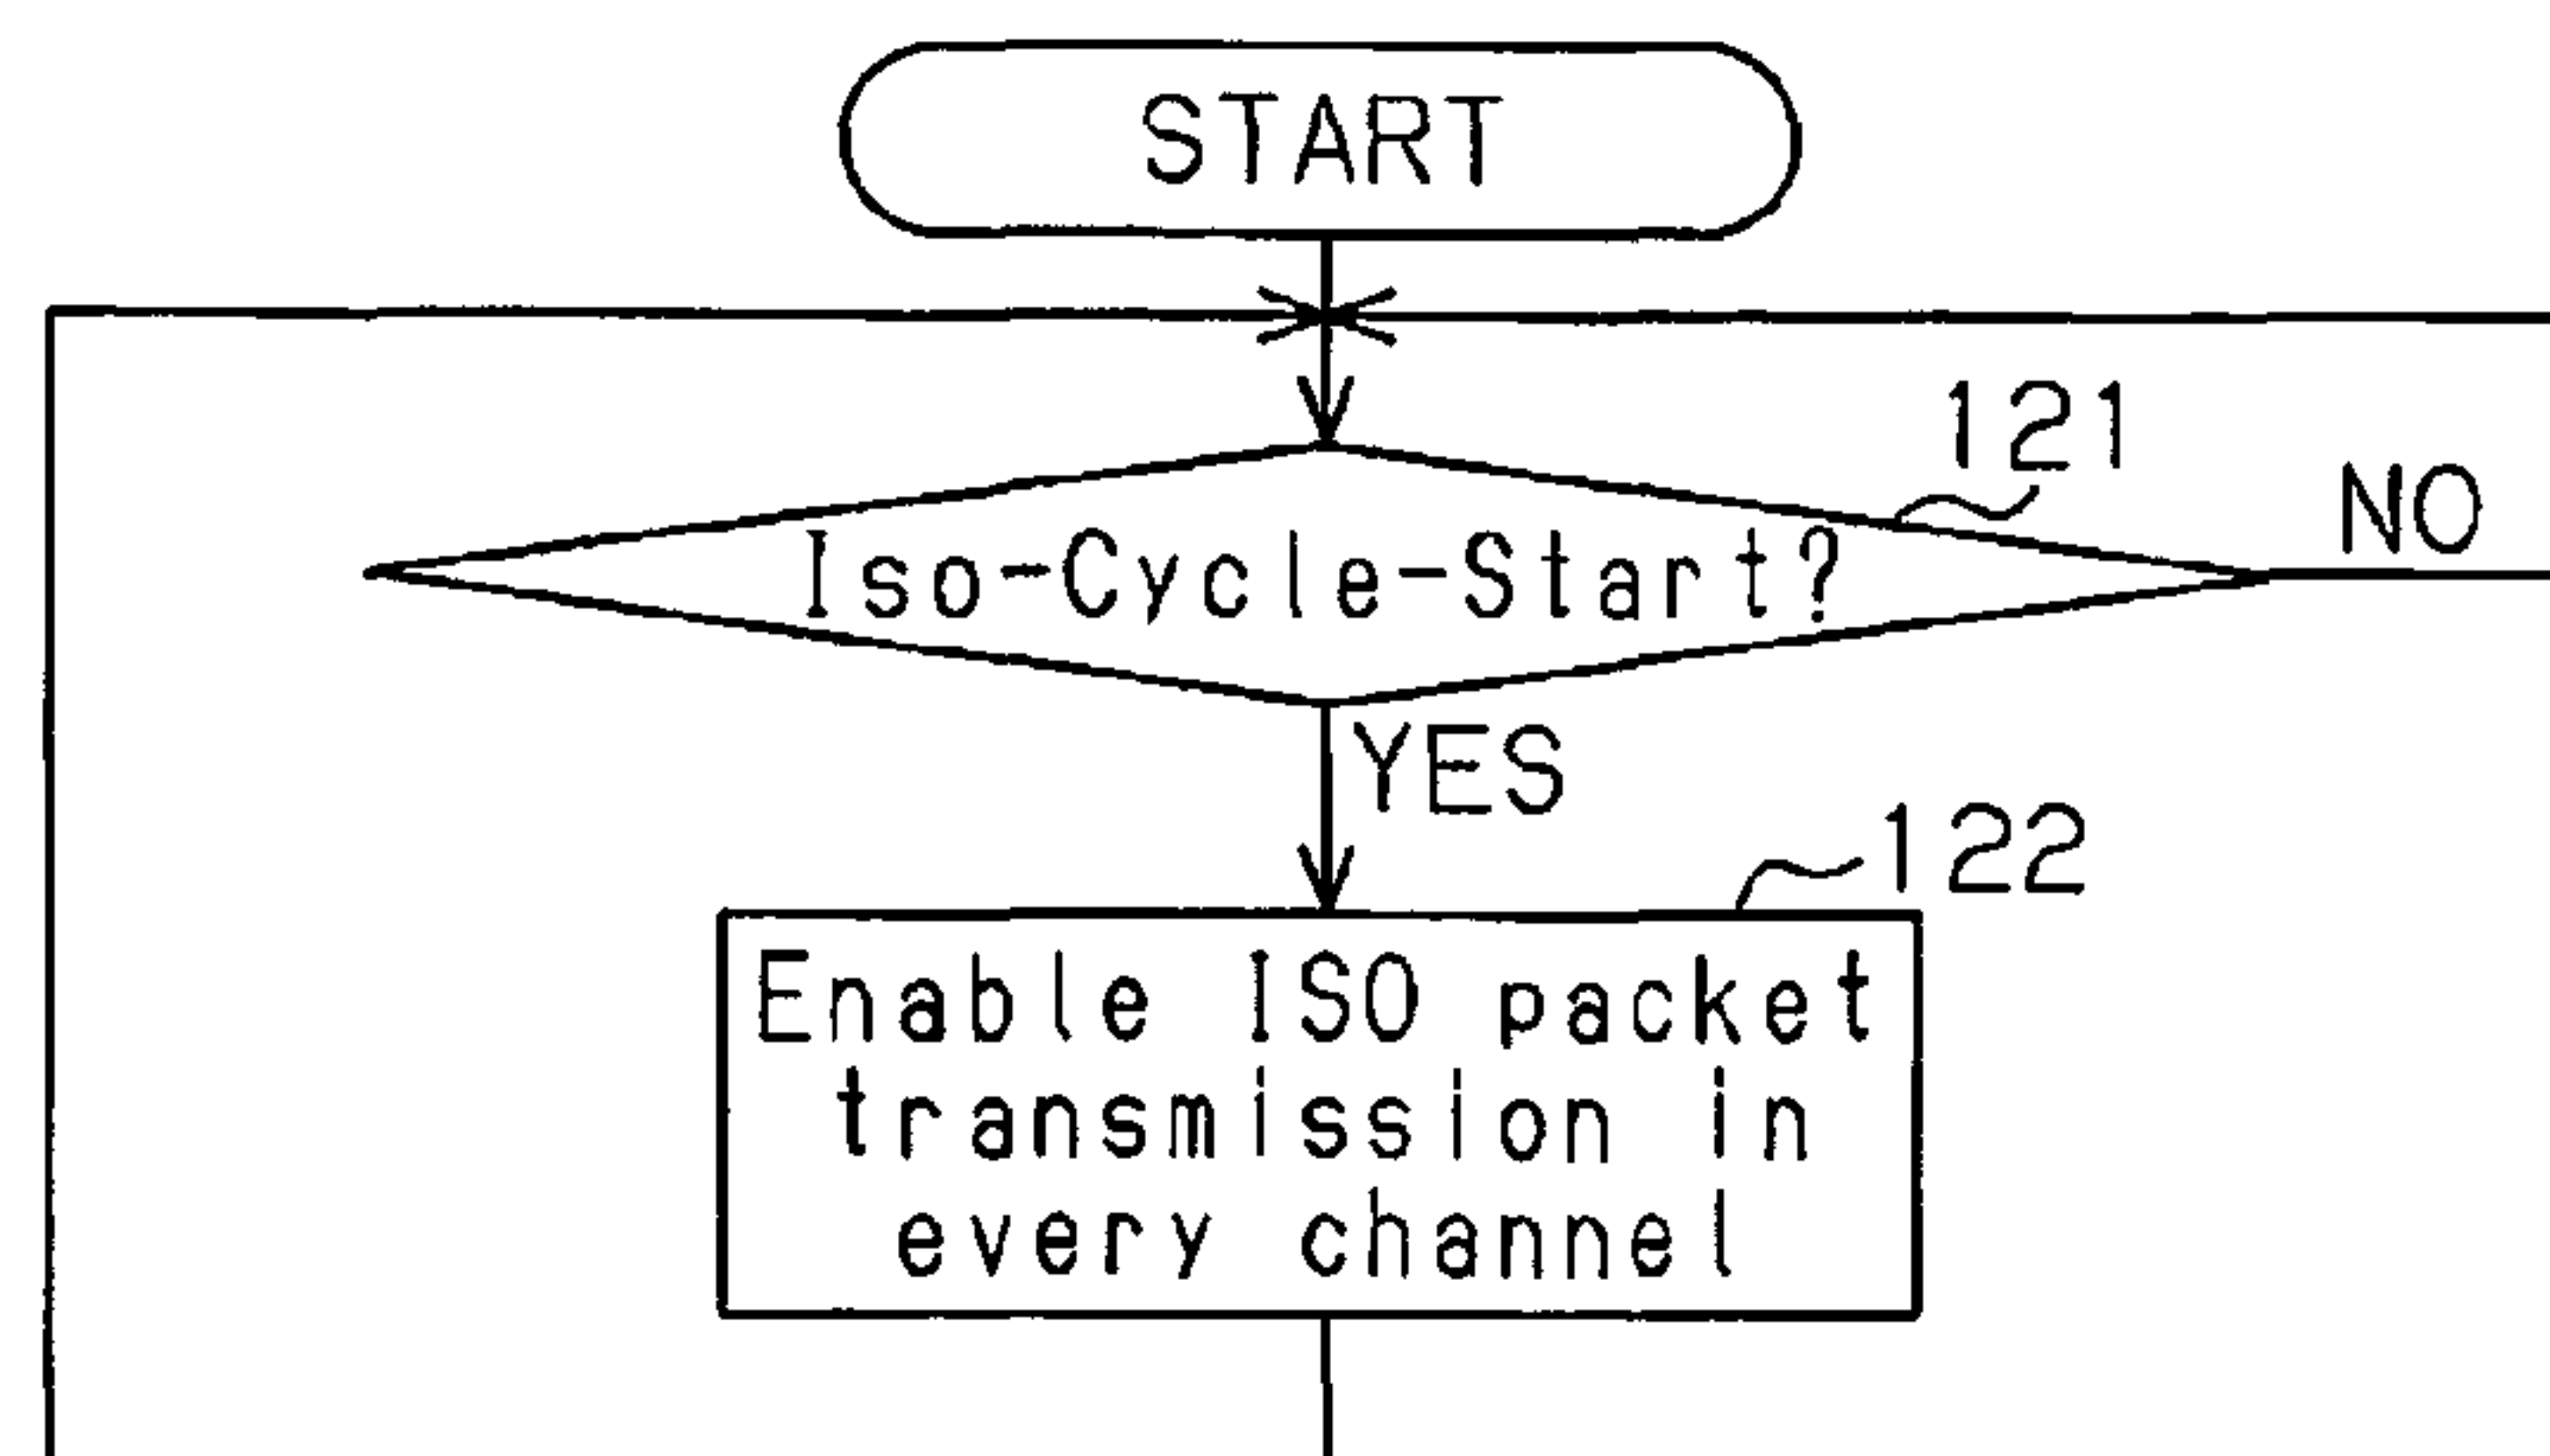 START
121
NO
Iso-Cycle-Start?
YES
122
Enable ISO packet
transmission in
every channel